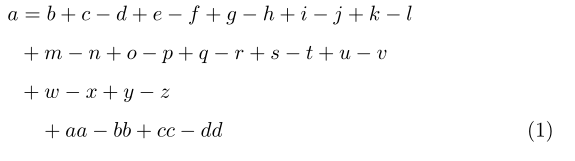 a = b + c − d + e − f + g − h + i − j + k − l
+ m − n + o − p + q − r + s − t + u − v
+ w − x + y − z
+ aa − bb + cc − dd (1)